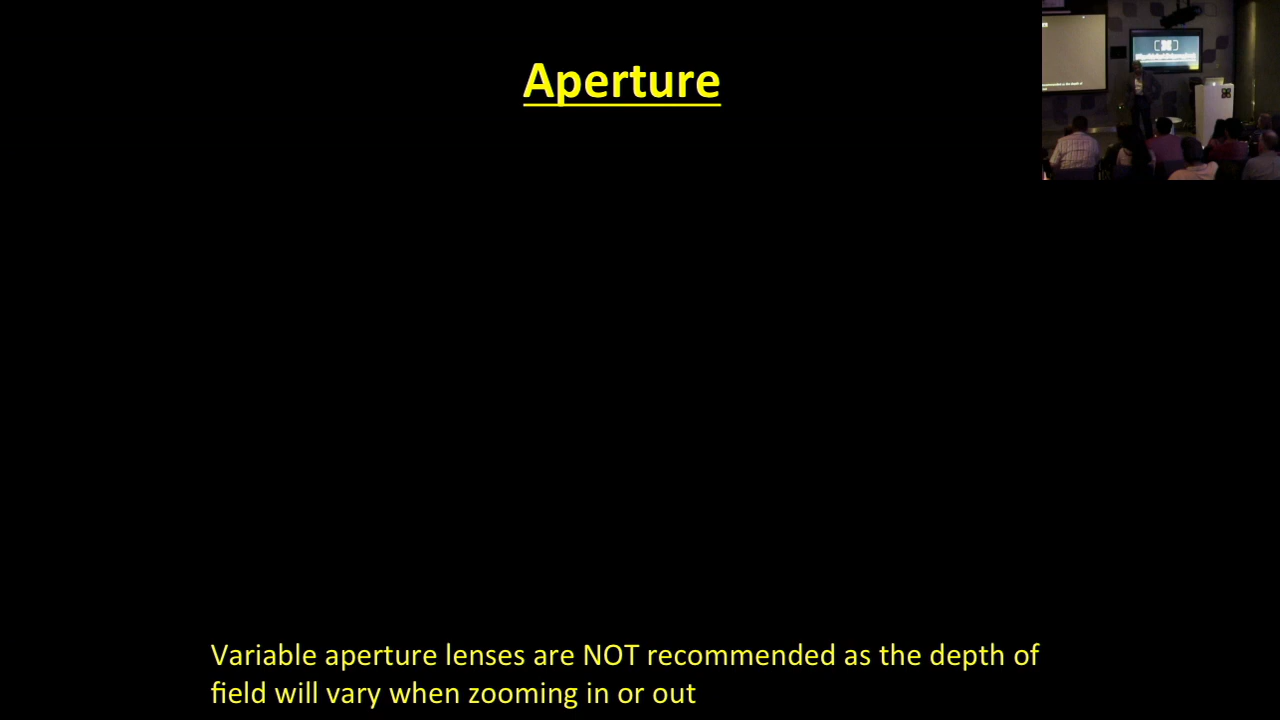 Aperture
Variable aperture lenses are NOT recommended as the depth of
field will vary when zooming in or out